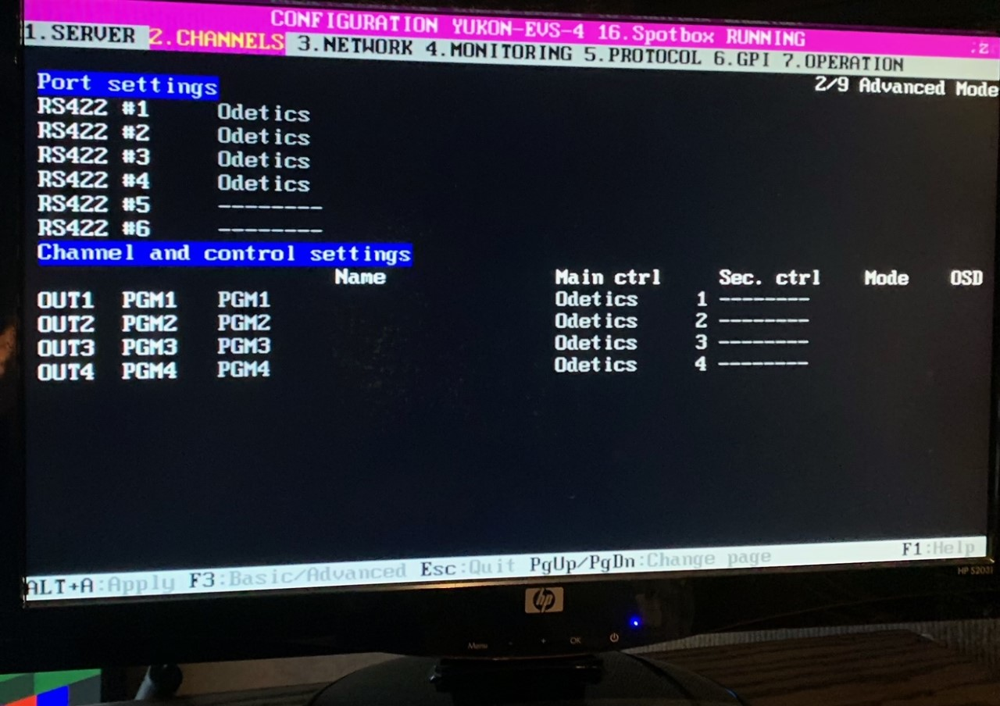 CONFIGURATION YUKON-EVS-4 16.Spotbox RUNNING
1.SERVER 2.CHANNELS 3.NETWORK 4.MONITORING 5.PROTOCOL 6.GPI 7.OPERATION
Port settings 2/9 Advanced Mode
RS422 #1 Odetics
RS422 #2 Odetics
RS422 #3 Odetics
RS422 #4 Odetics
RS422 #5 --------
RS422 #6 --------
Channel and control settings
Name Main ctrl Sec. ctrl Mode OSD
OUT1 PGM1 PGM1 Odetics 1 --------
OUT2 PGM2 PGM2 Odetics 2 --------
OUT3 PGM3 PGM3 Odetics 3 --------
OUT4 PGM4 PGM4 Odetics 4 --------
ALT+A:Apply F3:Basic/Advanced Esc:Quit PgUp/PgDn:Change page F1:Help
hp
Menu - + OK